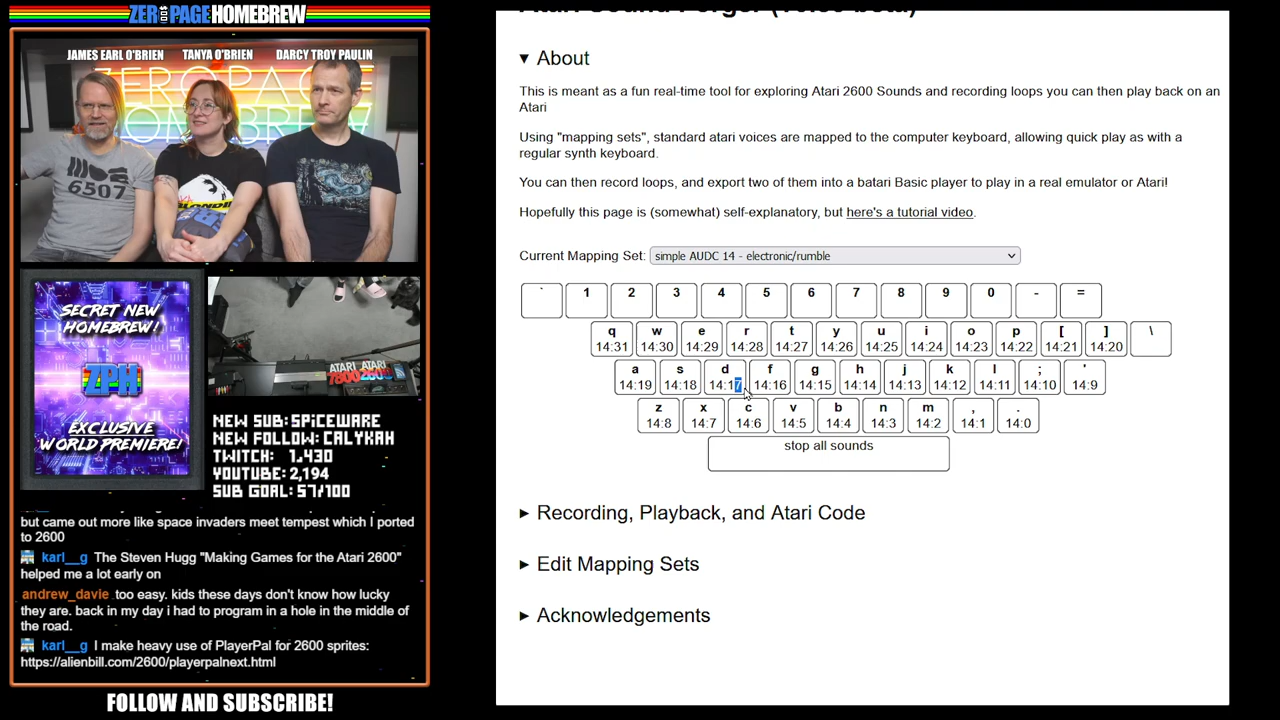 ZEROPAGE HOMEBREW
JAMES EARL O'BRIEN
TANYA O'BRIEN
DARCY TROY PAULIN
6507
BLONDIE
SECRET NEW
HOMEBREW!
ZPH
EXCLUSIVE
WORLD PREMIERE!
ATARI
7800
ATARI
2600
NEW SUB: SPICEWARE
NEW FOLLOW: CALYKAH
TWITCH: 1,430
YOUTUBE: 2,194
SUB GOAL: 57/100
but came out more like space invaders meet tempest which I ported
to 2600
karl__g The Steven Hugg "Making Games for the Atari 2600"
helped me a lot early on
andrew_davie too easy. kids these days don't know how lucky
they are. back in my day i had to program in a hole in the middle of
the road.
karl__g I make heavy use of PlayerPal for 2600 sprites:
https://alienbill.com/2600/playerpalnext.html
FOLLOW AND SUBSCRIBE!
▼ About
This is meant as a fun real-time tool for exploring Atari 2600 Sounds and recording loops you can then play back on an
Atari
Using "mapping sets", standard atari voices are mapped to the computer keyboard, allowing quick play as with a
regular synth keyboard.
You can then record loops, and export two of them into a batari Basic player to play in a real emulator or Atari!
Hopefully this page is (somewhat) self-explanatory, but here's a tutorial video.
Current Mapping Set: simple AUDC 14 - electronic/rumble
` 1 2 3 4 5 6 7 8 9 0 - =
q w e r t y u i o p [ ] \
14:31 14:30 14:29 14:28 14:27 14:26 14:25 14:24 14:23 14:22 14:21 14:20
a s d f g h j k l ; '
14:19 14:18 14:17 14:16 14:15 14:14 14:13 14:12 14:11 14:10 14:9
z x c v b n m , .
14:8 14:7 14:6 14:5 14:4 14:3 14:2 14:1 14:0
stop all sounds
► Recording, Playback, and Atari Code
► Edit Mapping Sets
► Acknowledgements